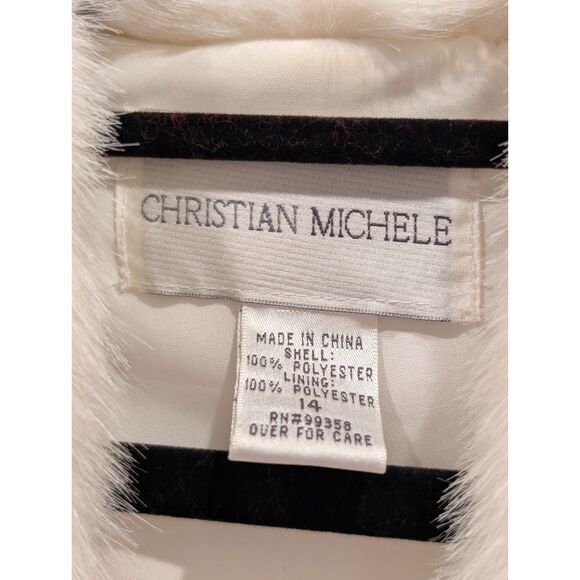 CHRISTIAN MICHELE
MADE IN CHINA
SHELL:
100% POLYESTER
LINING:
100% POLYESTER
14
RN#99358
OVER FOR CARE